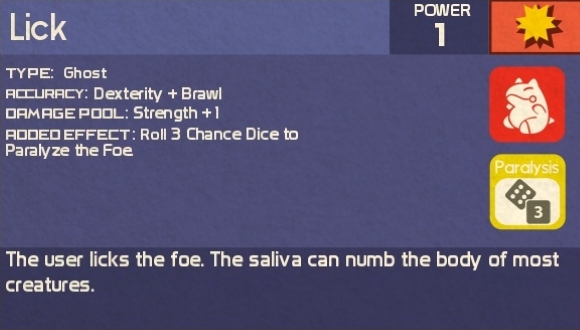 Lick
POWER
1
TYPE: Ghost
ACCURACY: Dexterity + Brawl
DAMAGE POOL: Strength +1
ADDED EFFECT: Roll 3 Chance Dice to
Paralyze the Foe.
Paralysis
3
The user licks the foe. The saliva can numb the body of most
creatures.